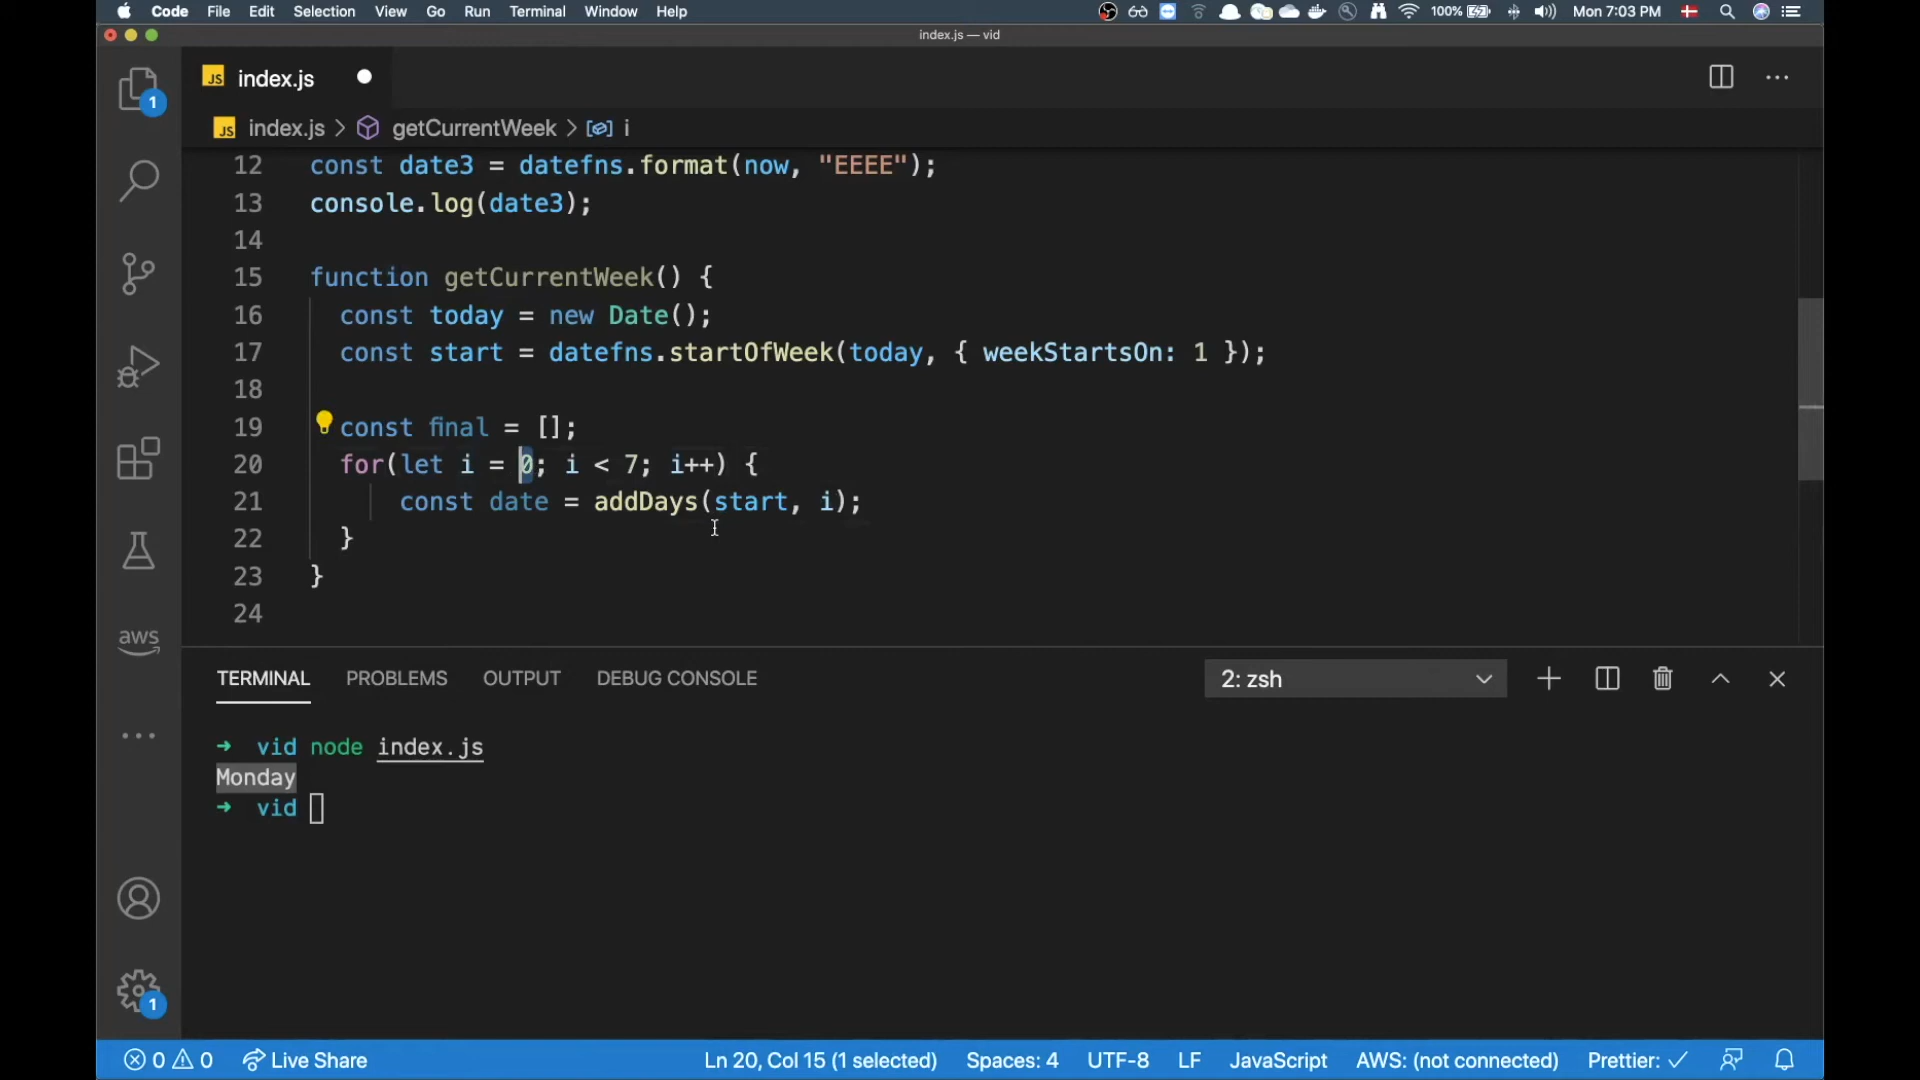 Code File Edit Selection View Go Run Terminal Window Help 100% Mon 7:03 PM
index.js — vid
JS index.js
1
JS index.js > getCurrentWeek > i
12 const date3 = datefns.format(now, "EEEE");
13 console.log(date3);
14
15 function getCurrentWeek() {
16 const today = new Date();
17 const start = datefns.startOfWeek(today, { weekStartsOn: 1 });
18
19 const final = [];
20 for(let i = 0; i < 7; i++) {
21 const date = addDays(start, i);
22 }
23 }
24
aws
TERMINAL PROBLEMS OUTPUT DEBUG CONSOLE 2: zsh
➜ vid node index.js
Monday
➜ vid
1
0 0 Live Share Ln 20, Col 15 (1 selected) Spaces: 4 UTF-8 LF JavaScript AWS: (not connected) Prettier: ✓